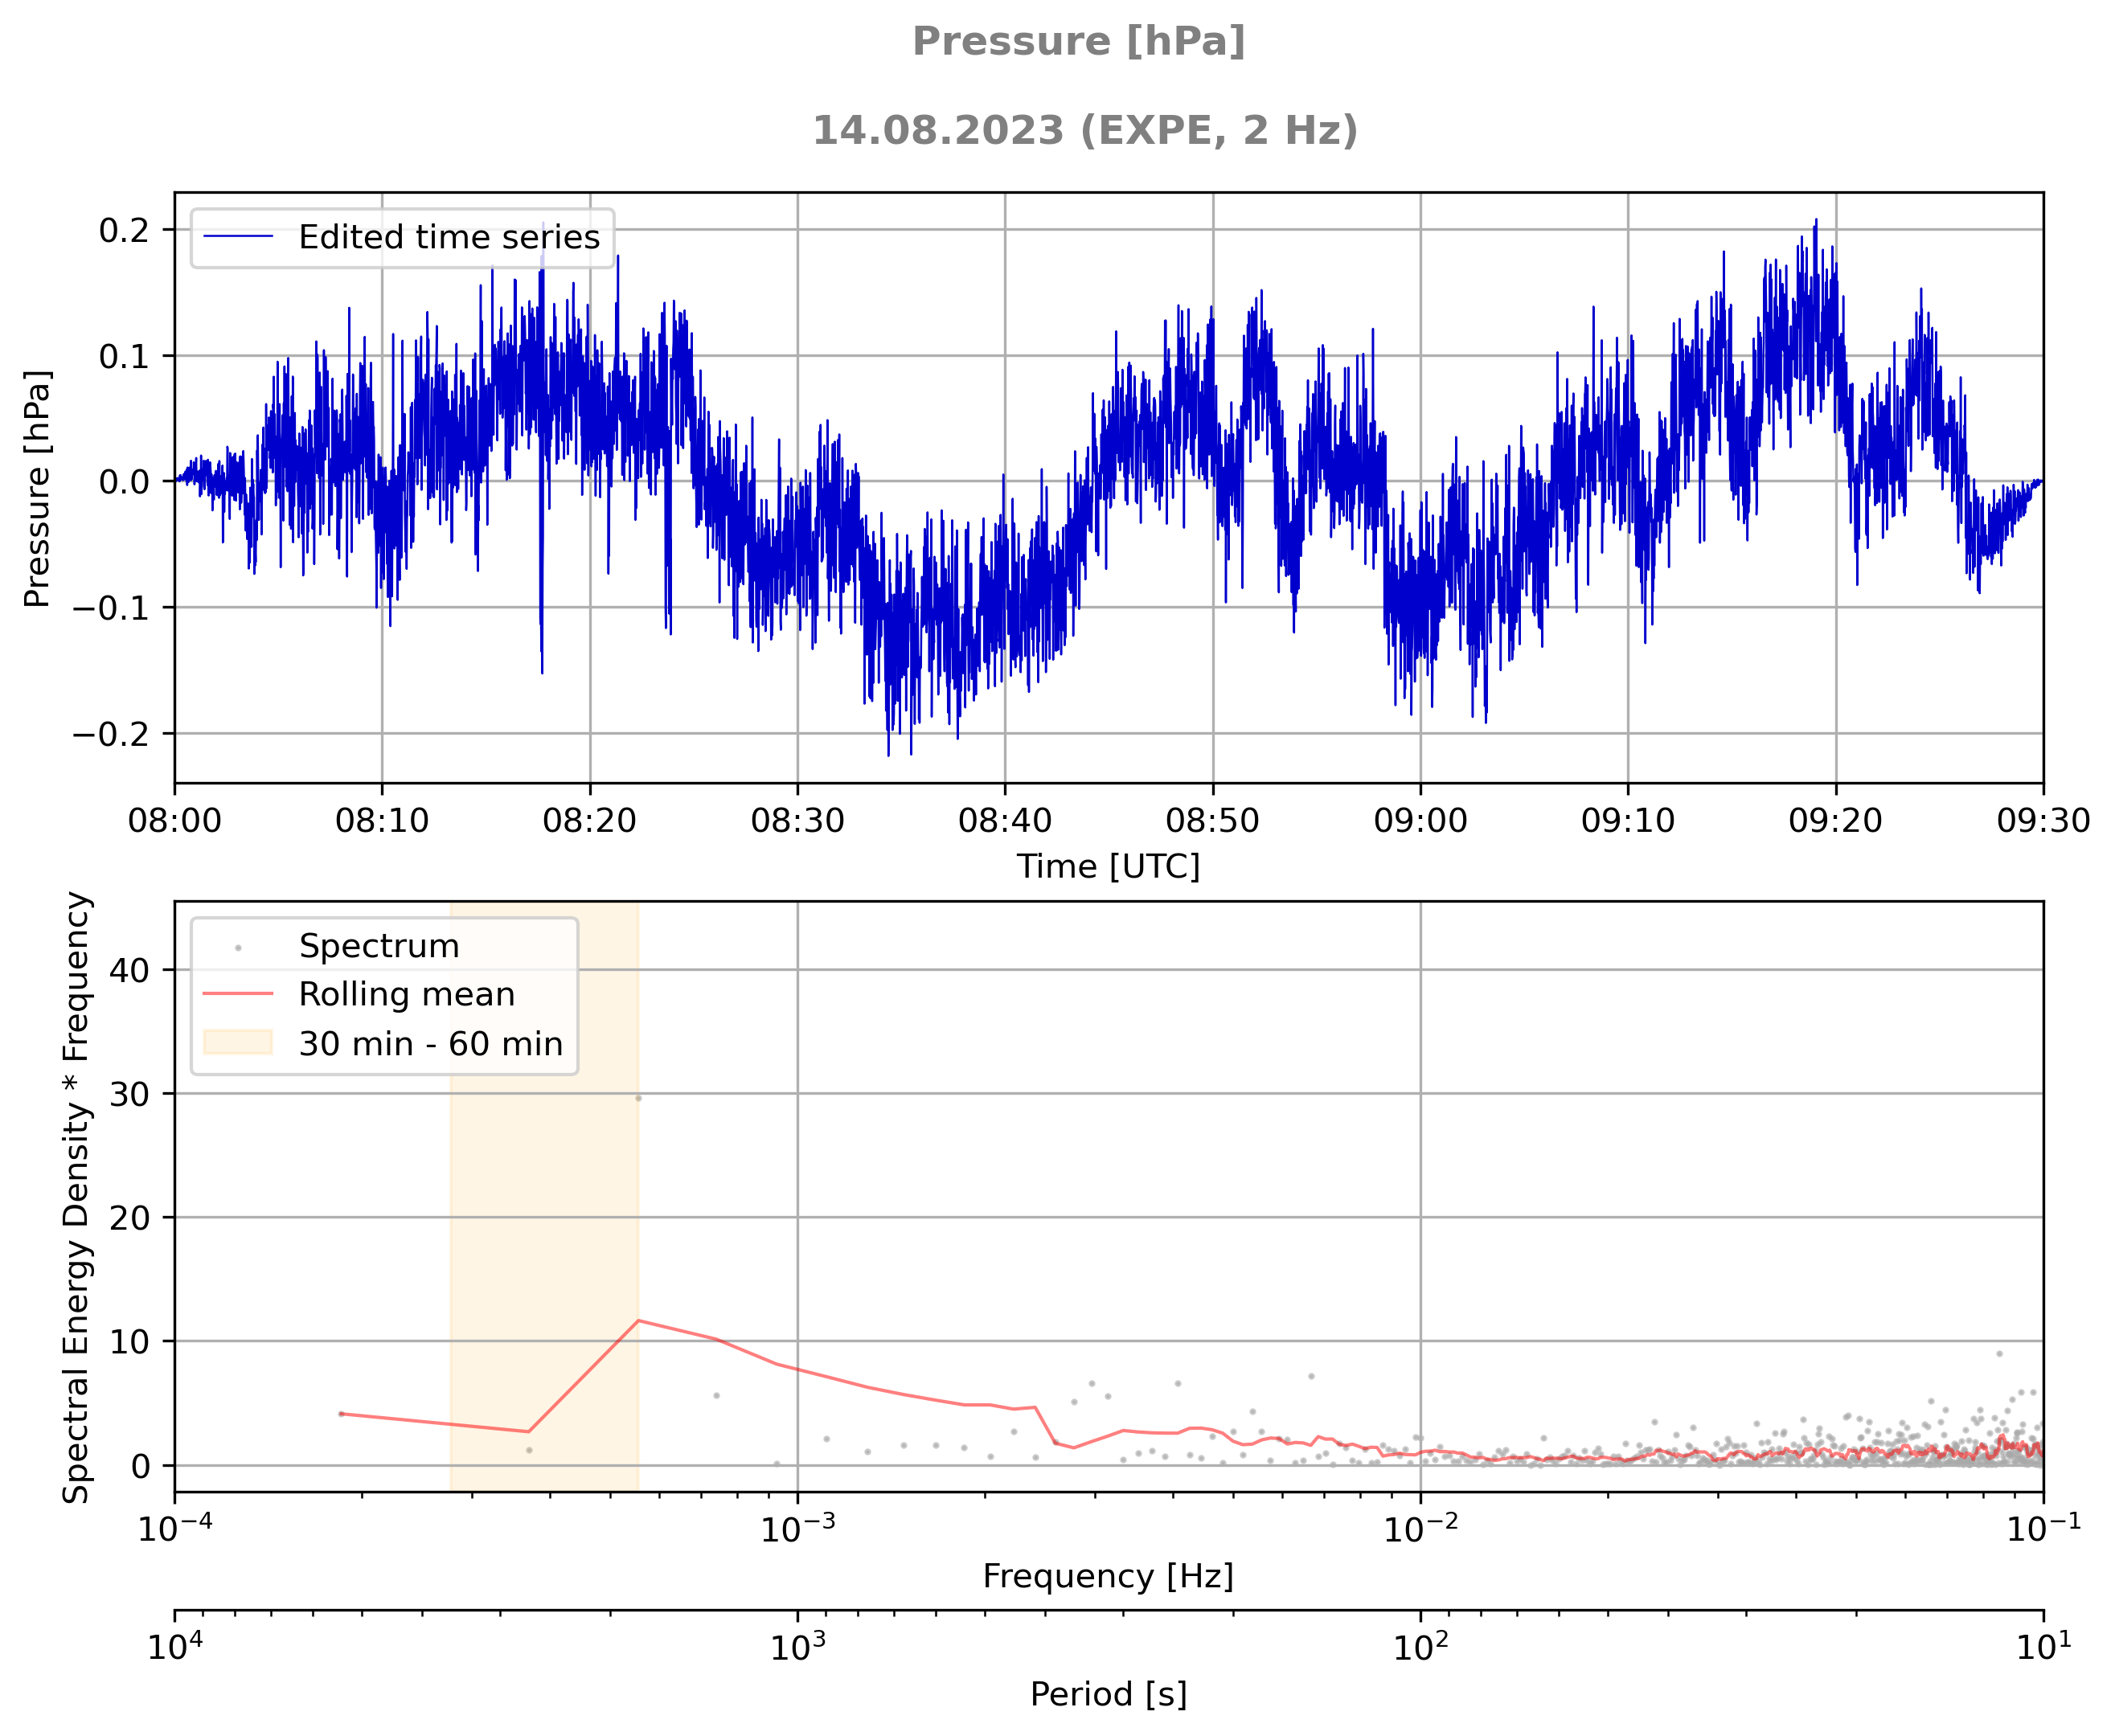 Pressure [hPa]
14.08.2023 (EXPE, 2 Hz)
Pressure [hPa]
0.2
0.1
0.0
−0.1
−0.2
Edited time series
08:00 08:10 08:20 08:30 08:40 08:50 09:00 09:10 09:20 09:30
Time [UTC]
Spectral Energy Density * Frequency
40
30
20
10
0
Spectrum
Rolling mean
30 min - 60 min
10⁻⁴ 10⁻³ 10⁻² 10⁻¹
Frequency [Hz]
10⁴ 10³ 10² 10¹
Period [s]